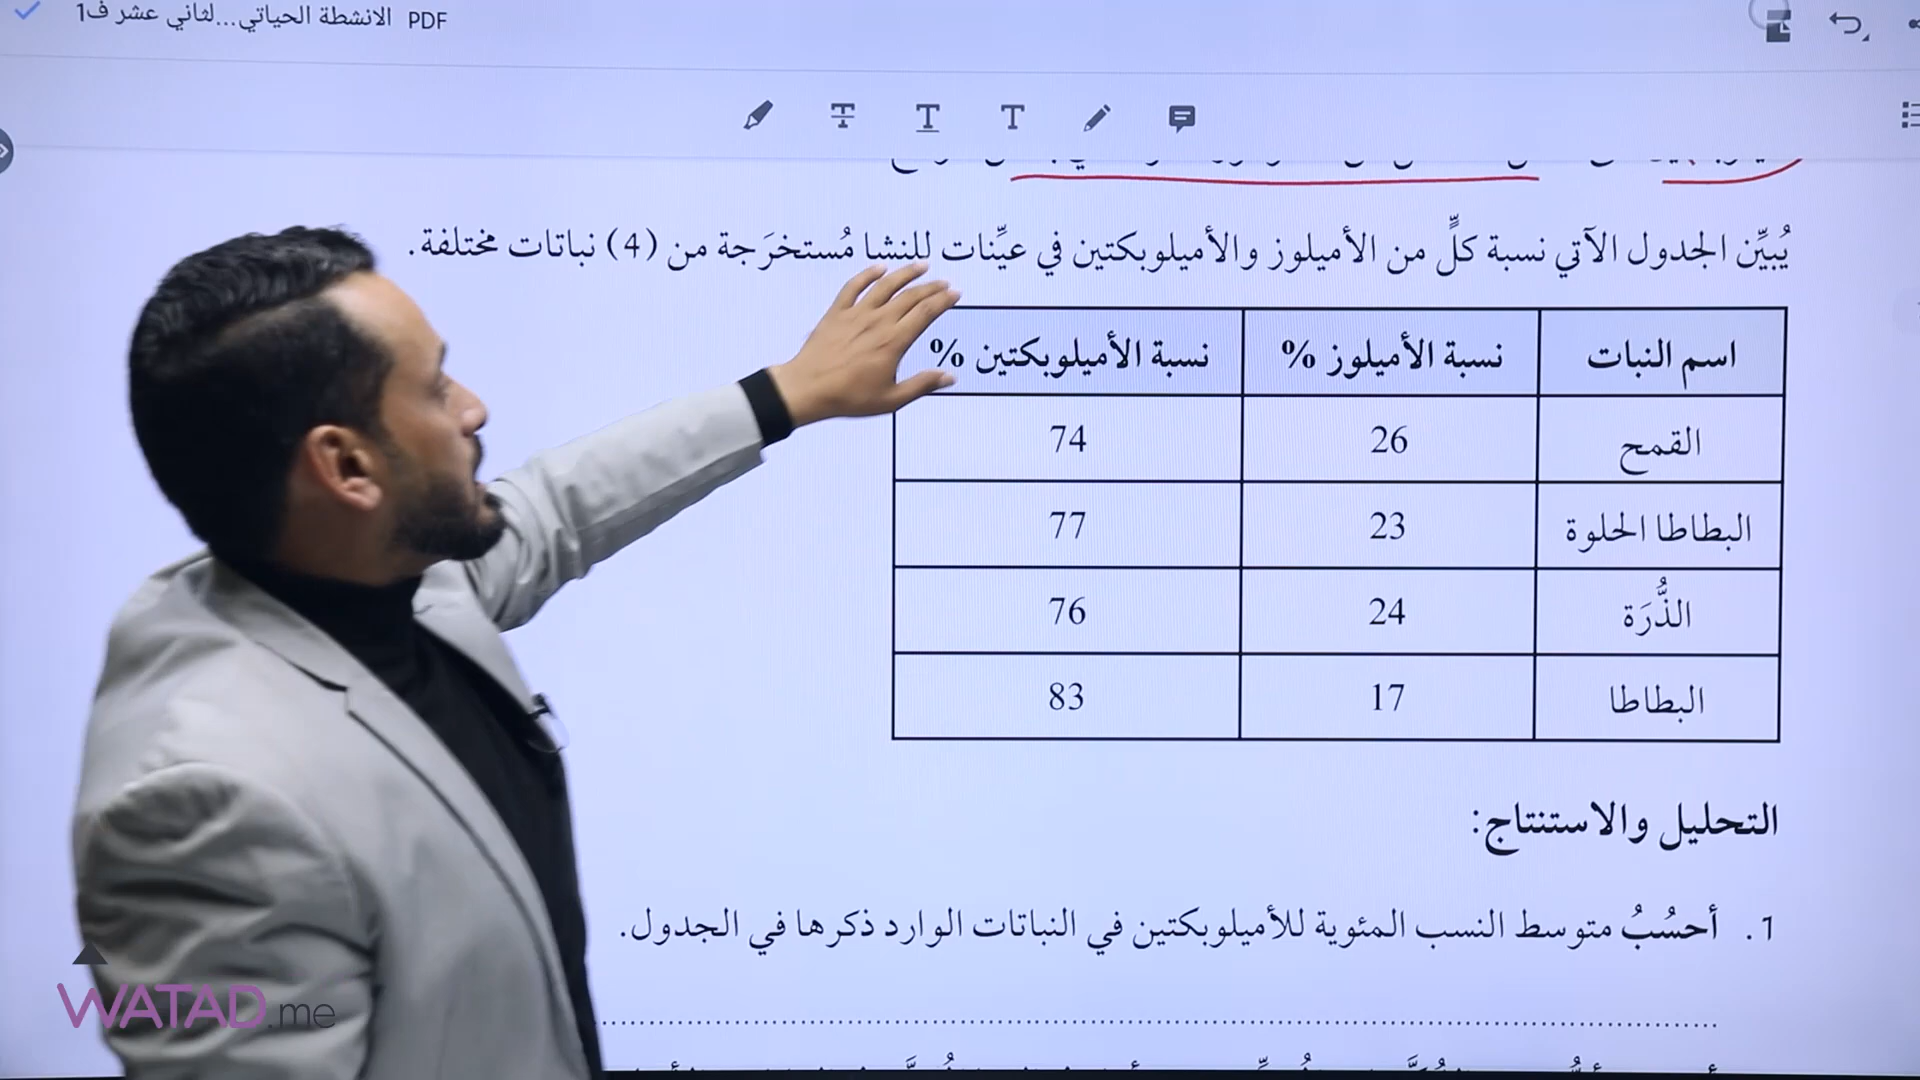 الانشطة الحياتي...لثاني عشر ف1 PDF
يُبيِّن الجدول الآتي نسبة كلٍّ من الأميلوز والأميلوبكتين في عيِّنات للنشا مُستخرَجة من (4) نباتات مختلفة.
اسم النبات نسبة الأميلوز % نسبة الأميلوبكتين %
القمح 26 74
البطاطا الحلوة 23 77
الذُّرَة 24 76
البطاطا 17 83
التحليل والاستنتاج:
1. أحسُبُ متوسط النسب المئوية للأميلوبكتين في النباتات الوارد ذكرها في الجدول.
WATAD.me